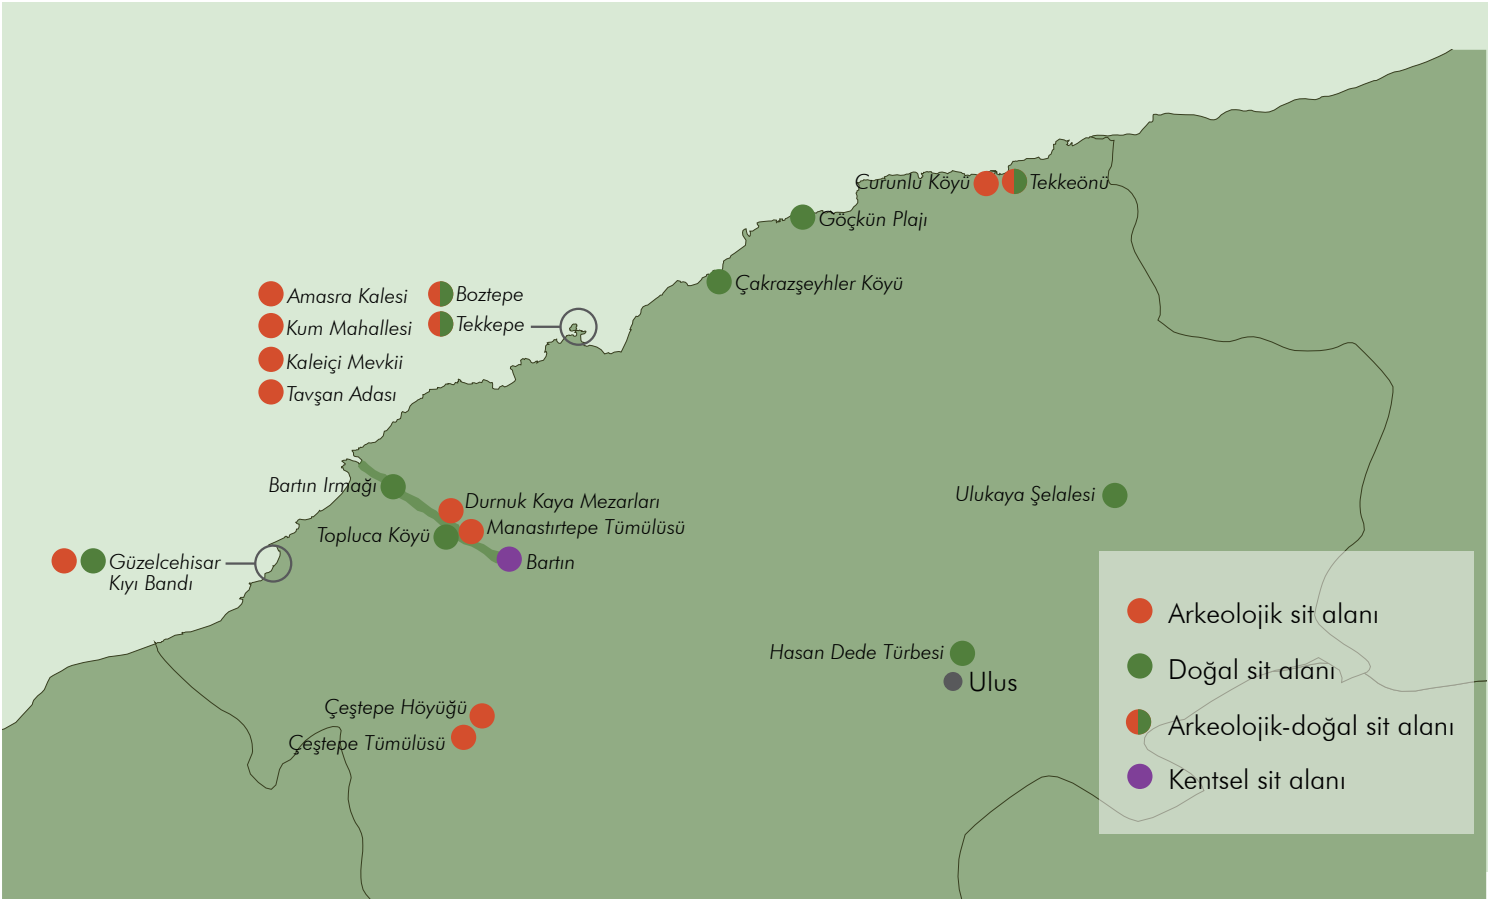 Curunlu Köyü
Tekkeönü
Göçkün Plajı
Çakrazşeyhler Köyü
Amasra Kalesi
Boztepe
Kum Mahallesi
Tekkepe
Kaleiçi Mevkii
Tavşan Adası
Bartın Irmağı
Durnuk Kaya Mezarları
Ulukaya Şelalesi
Topluca Köyü
Manastırtepe Tümülüsü
Güzelcehisar
Kıyı Bandı
Bartın
Hasan Dede Türbesi
Ulus
Çeştepe Höyüğü
Çeştepe Tümülüsü
Arkeolojik sit alanı
Doğal sit alanı
Arkeolojik-doğal sit alanı
Kentsel sit alanı